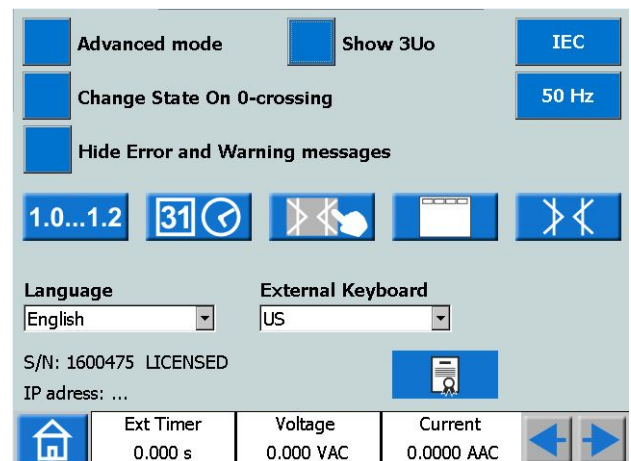 Advanced mode
Show 3Uo
IEC
Change State On 0-crossing
50 Hz
Hide Error and Warning messages
1.0...1.2
31
Language
External Keyboard
English
US
S/N: 1600475 LICENSED
IP adress: ...
Ext Timer
Voltage
Current
0.000 s
0.000 VAC
0.0000 AAC